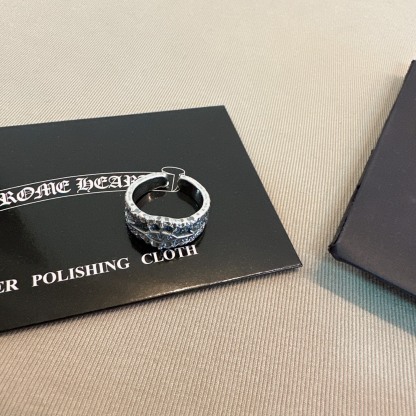 ROME HEAR
ER POLISHING CLOTH